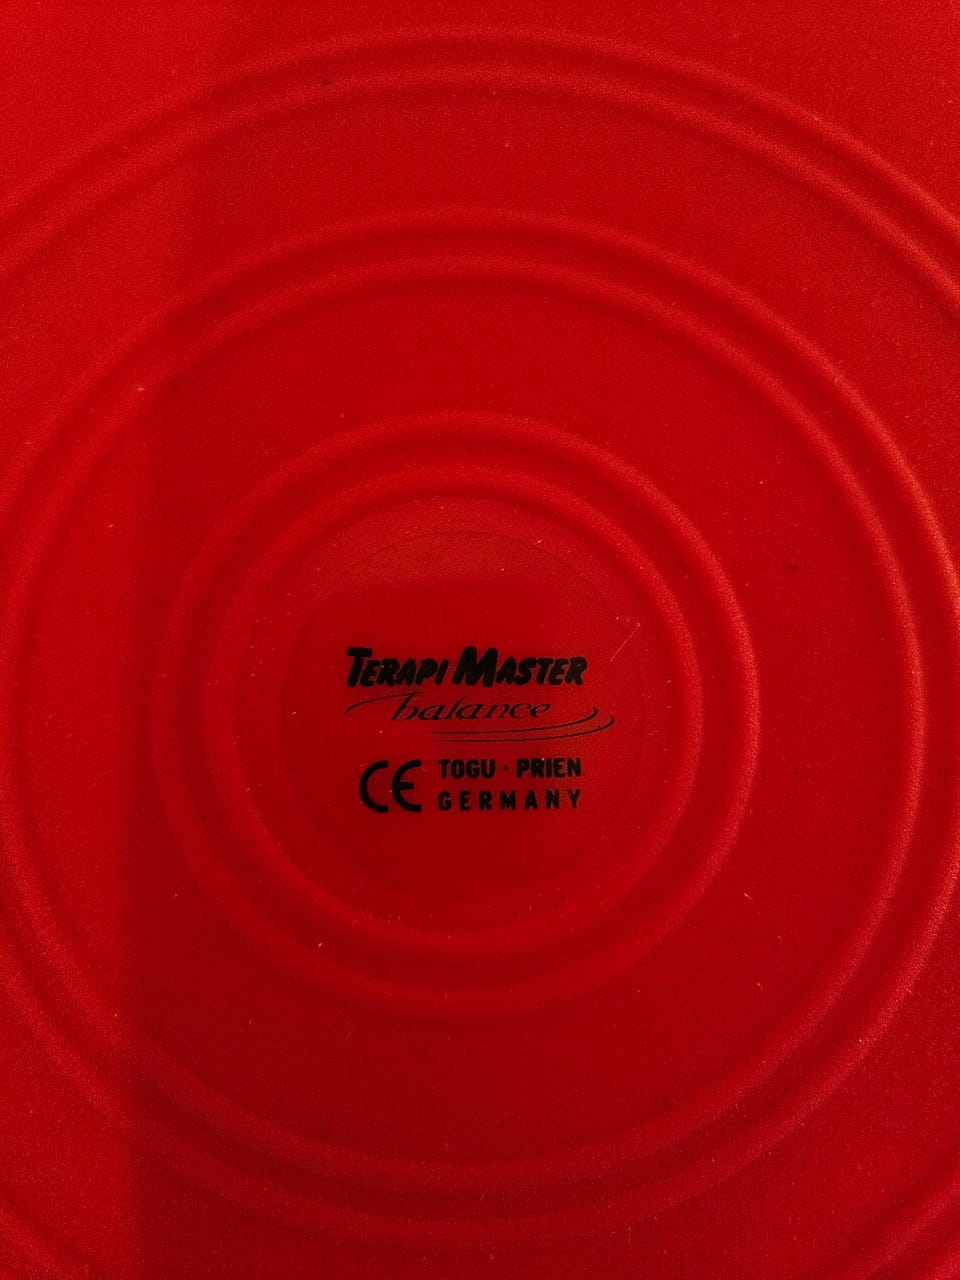 TERAPI MASTER
balance
CE TOGU · PRIEN
GERMANY